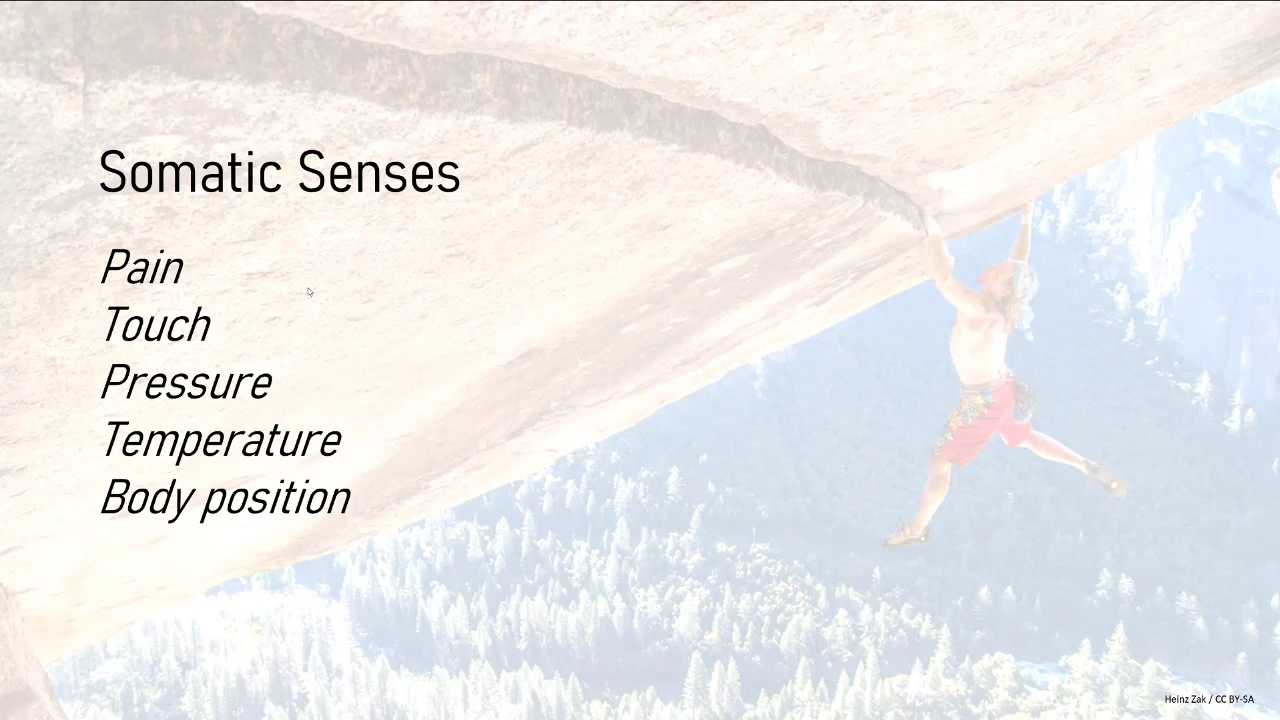 Somatic Senses
Pain
Touch
Pressure
Temperature
Body position
Heinz Zak / CC BY-SA